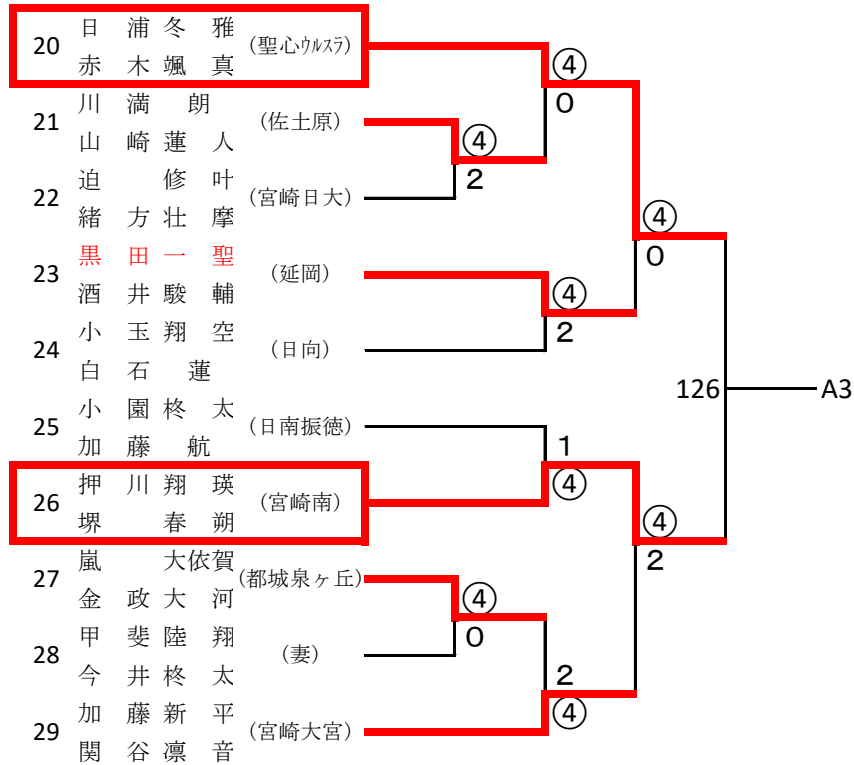 20 日浦冬雅 (聖心ウルスラ)
赤木颯真
21 川満朗 (佐土原)
山崎蓮人
22 迫修叶 (宮崎日大)
緒方壮摩
23 黒田一聖 (延岡)
酒井駿輔
24 小玉翔空 (日向)
白石蓮
25 小園柊太 (日南振徳)
加藤航
26 押川翔瑛 (宮崎南)
堺春朔
27 嵐大依賀 (都城泉ヶ丘)
金政大河
28 甲斐陸翔 (妻)
今井柊太
29 加藤新平 (宮崎大宮)
関谷凛音
④
2
④
0
④
0
④
2
④
0
1
④
④
2
2
④
④
2
126
A3